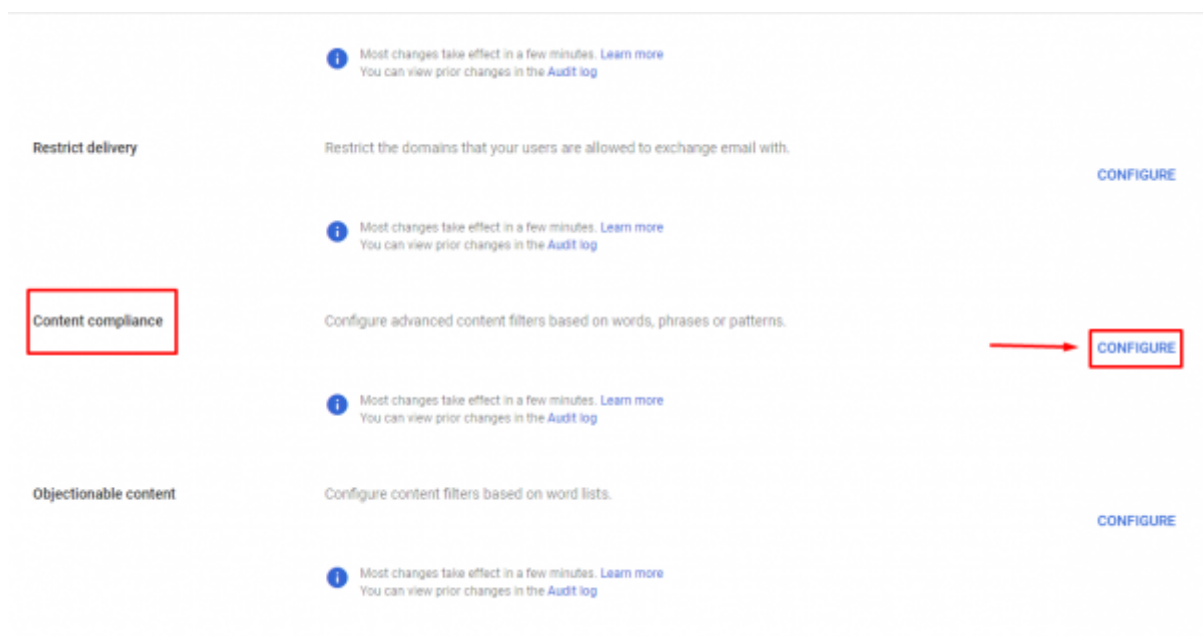 Most changes take effect in a few minutes. Learn more
You can view prior changes in the Audit log
Restrict delivery
Restrict the domains that your users are allowed to exchange email with.
CONFIGURE
Most changes take effect in a few minutes. Learn more
You can view prior changes in the Audit log
Content compliance
Configure advanced content filters based on words, phrases or patterns.
CONFIGURE
Most changes take effect in a few minutes. Learn more
You can view prior changes in the Audit log
Objectionable content
Configure content filters based on word lists.
CONFIGURE
Most changes take effect in a few minutes. Learn more
You can view prior changes in the Audit log